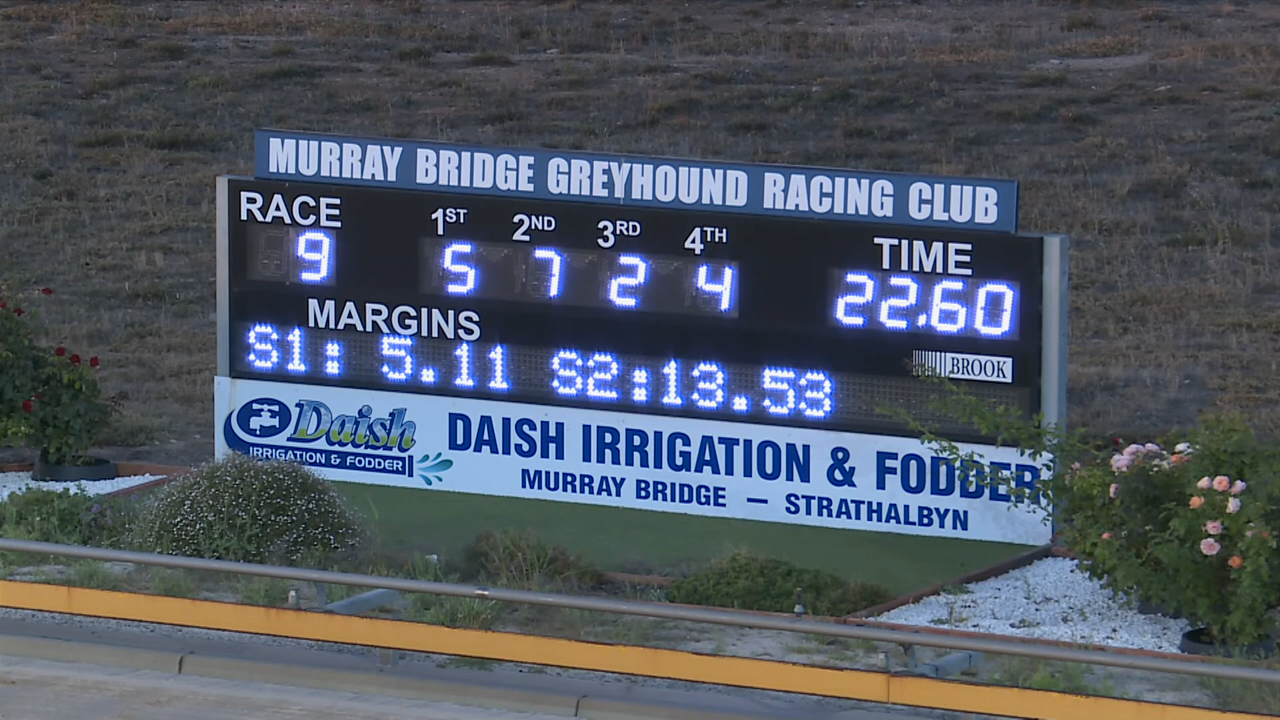 MURRAY BRIDGE GREYHOUND RACING CLUB
RACE 1ST 2ND 3RD 4TH TIME
9 5 7 2 4 22.60
MARGINS
S1: 5.11 S2:13.53
BROOK
Daish
IRRIGATION & FODDER
DAISH IRRIGATION & FODDER
MURRAY BRIDGE — STRATHALBYN